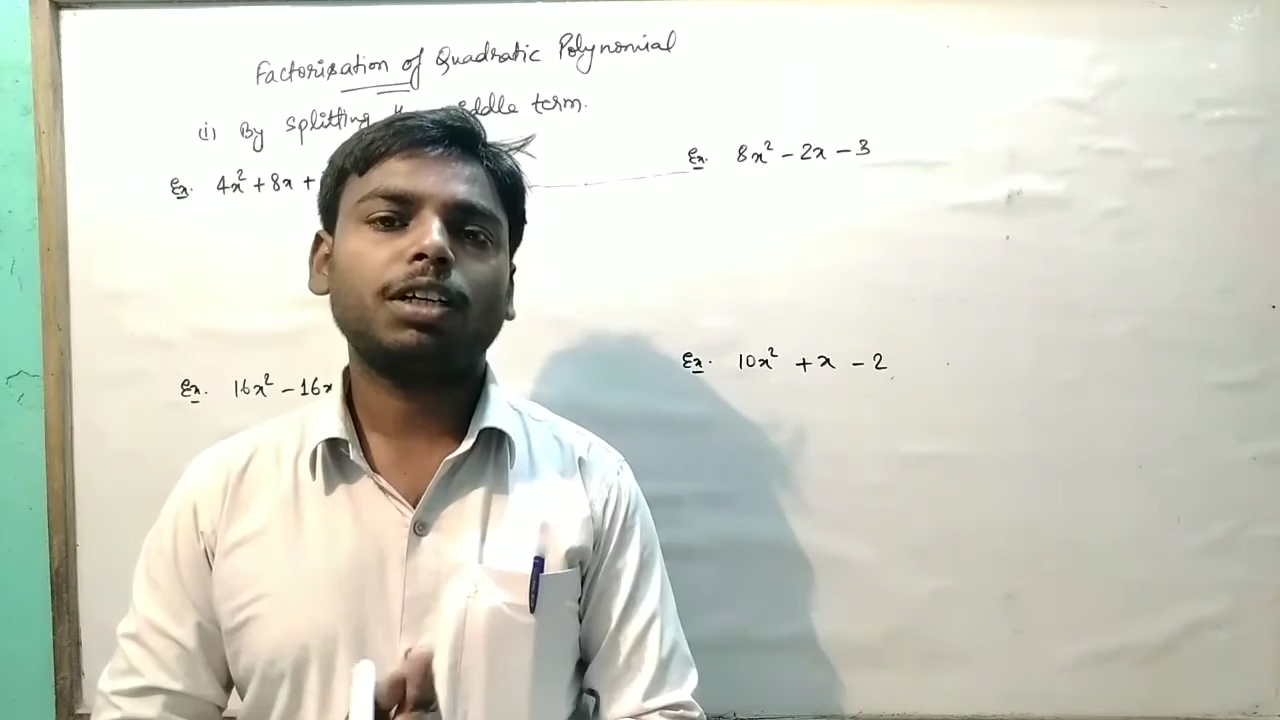 Factorisation of Quadratic Polynomial
(i) By splitting middle term.
Ex. 4x² + 8x +
Ex. 8x² - 2x - 3
Ex. 16x² - 16x
Ex. 10x² + x - 2